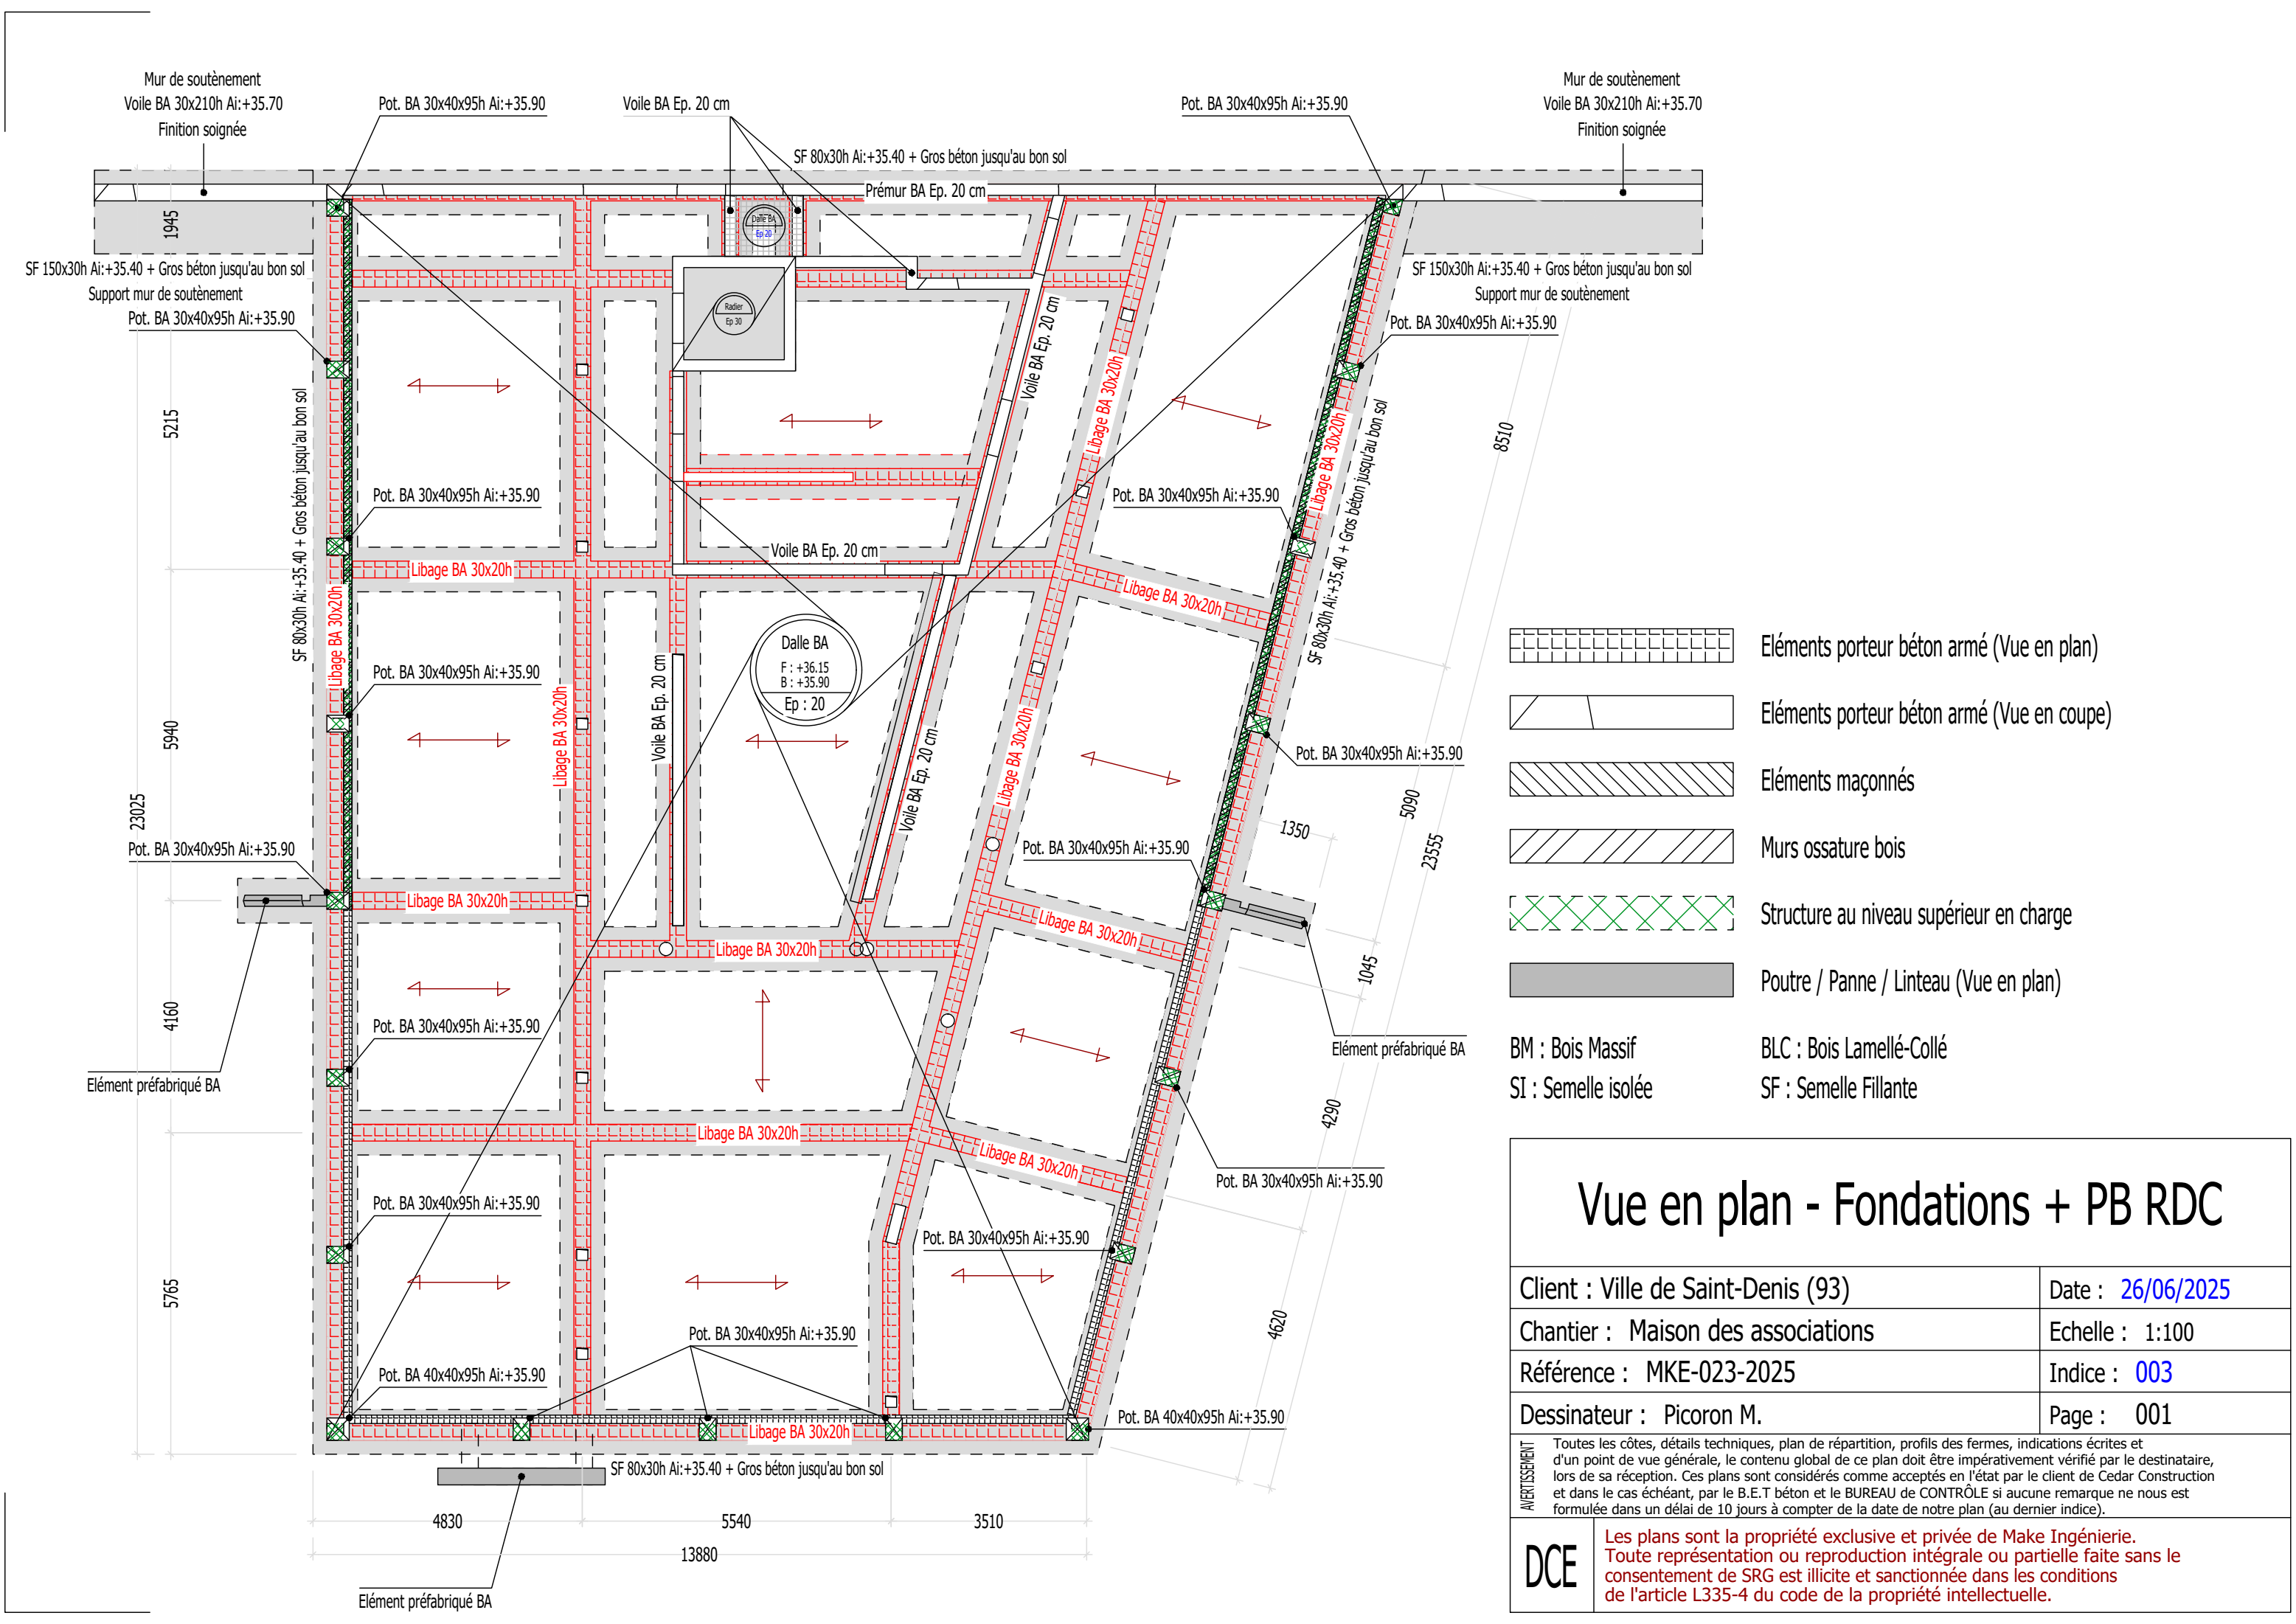 Mur de soutènement
Voile BA 30x210h Ai:+35.70
Finition soignée
Pot. BA 30x40x95h Ai:+35.90
Voile BA Ep. 20 cm
Pot. BA 30x40x95h Ai:+35.90
Mur de soutènement
Voile BA 30x210h Ai:+35.70
Finition soignée
SF 80x30h Ai:+35.40 + Gros béton jusqu'au bon sol
Prémur BA Ep. 20 cm
Dalle BA
Ep 20
1945
SF 150x30h Ai:+35.40 + Gros béton jusqu'au bon sol
Support mur de soutènement
SF 150x30h Ai:+35.40 + Gros béton jusqu'au bon sol
Support mur de soutènement
Radier
Ep 30
Pot. BA 30x40x95h Ai:+35.90
Pot. BA 30x40x95h Ai:+35.90
Voile BA Ep. 20 cm
Libage BA 30x20h
Libage BA 30x20h
SF 80x30h Ai:+35.40 + Gros béton jusqu'au bon sol
SF 80x30h Ai:+35.40 + Gros béton jusqu'au bon sol
5215
8510
Pot. BA 30x40x95h Ai:+35.90
Pot. BA 30x40x95h Ai:+35.90
Voile BA Ep. 20 cm
Libage BA 30x20h
Libage BA 30x20h
Libage BA 30x20h
Dalle BA
F : +36.15
B : +35.90
Ep : 20
Pot. BA 30x40x95h Ai:+35.90
Voile BA Ep. 20 cm
Libage BA 30x20h
Libage BA 30x20h
Voile BA Ep. 20 cm
Pot. BA 30x40x95h Ai:+35.90
5940
23025
5090
1350
23555
Pot. BA 30x40x95h Ai:+35.90
Pot. BA 30x40x95h Ai:+35.90
Libage BA 30x20h
Libage BA 30x20h
Libage BA 30x20h
1045
4160
Pot. BA 30x40x95h Ai:+35.90
Elément préfabriqué BA
Elément préfabriqué BA
4290
Libage BA 30x20h
Libage BA 30x20h
Pot. BA 30x40x95h Ai:+35.90
Pot. BA 30x40x95h Ai:+35.90
Pot. BA 30x40x95h Ai:+35.90
5765
4620
Pot. BA 30x40x95h Ai:+35.90
Pot. BA 40x40x95h Ai:+35.90
Pot. BA 40x40x95h Ai:+35.90
Libage BA 30x20h
SF 80x30h Ai:+35.40 + Gros béton jusqu'au bon sol
4830
5540
3510
13880
Elément préfabriqué BA
Eléments porteur béton armé (Vue en plan)
Eléments porteur béton armé (Vue en coupe)
Eléments maçonnés
Murs ossature bois
Structure au niveau supérieur en charge
Poutre / Panne / Linteau (Vue en plan)
BM : Bois Massif
BLC : Bois Lamellé-Collé
SI : Semelle isolée
SF : Semelle Fillante
Vue en plan - Fondations + PB RDC
Client : Ville de Saint-Denis (93)
Date : 26/06/2025
Chantier : Maison des associations
Echelle : 1:100
Référence : MKE-023-2025
Indice : 003
Dessinateur : Picoron M.
Page : 001
AVERTISSEMENT
Toutes les côtes, détails techniques, plan de répartition, profils des fermes, indications écrites et
d'un point de vue générale, le contenu global de ce plan doit être impérativement vérifié par le destinataire,
lors de sa réception. Ces plans sont considérés comme acceptés en l'état par le client de Cedar Construction
et dans le cas échéant, par le B.E.T béton et le BUREAU de CONTRÔLE si aucune remarque ne nous est
formulée dans un délai de 10 jours à compter de la date de notre plan (au dernier indice).
DCE
Les plans sont la propriété exclusive et privée de Make Ingénierie.
Toute représentation ou reproduction intégrale ou partielle faite sans le
consentement de SRG est illicite et sanctionnée dans les conditions
de l'article L335-4 du code de la propriété intellectuelle.